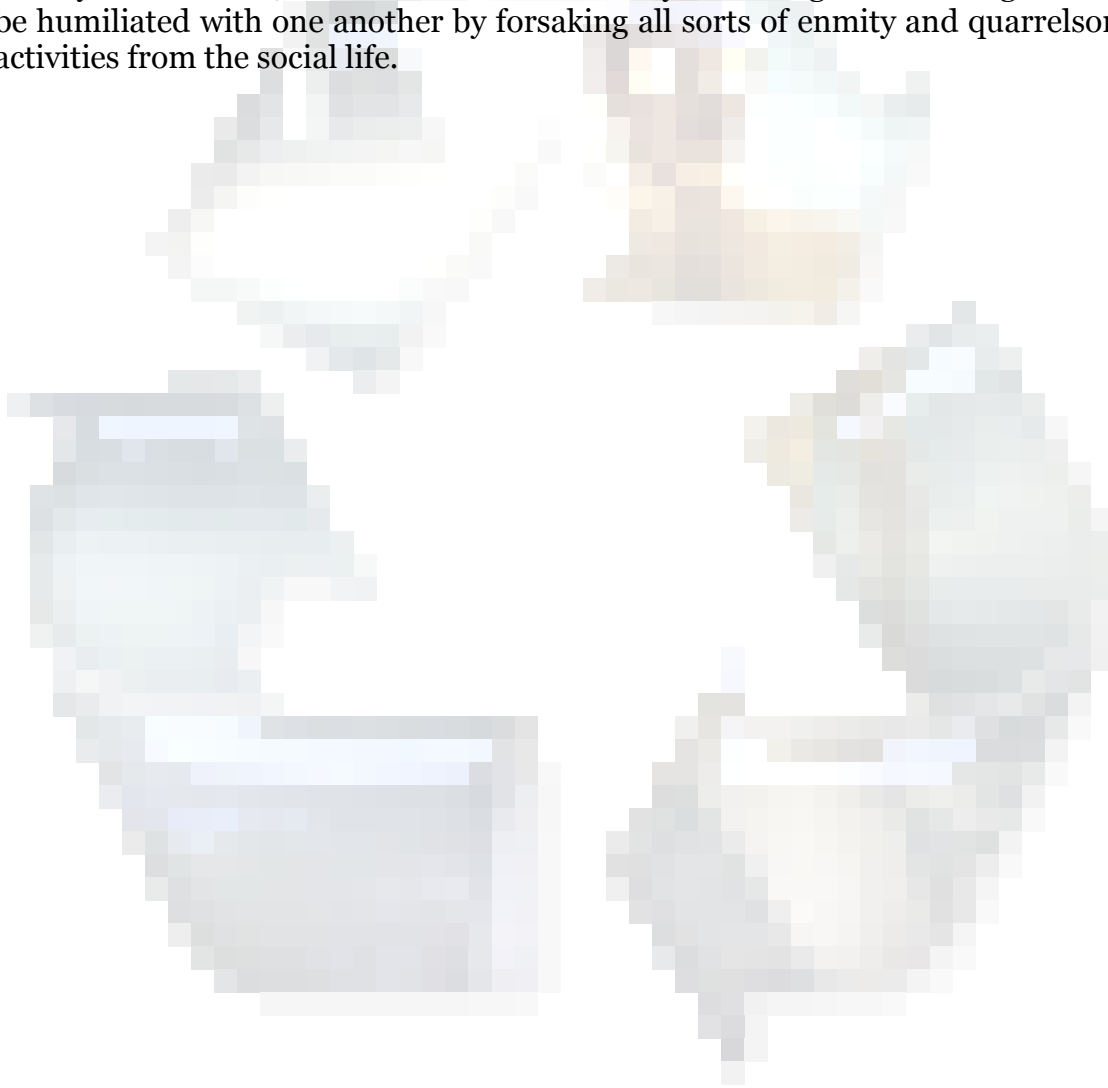 be humiliated with one another by forsaking all sorts of enmity and quarrelsom
activities from the social life.